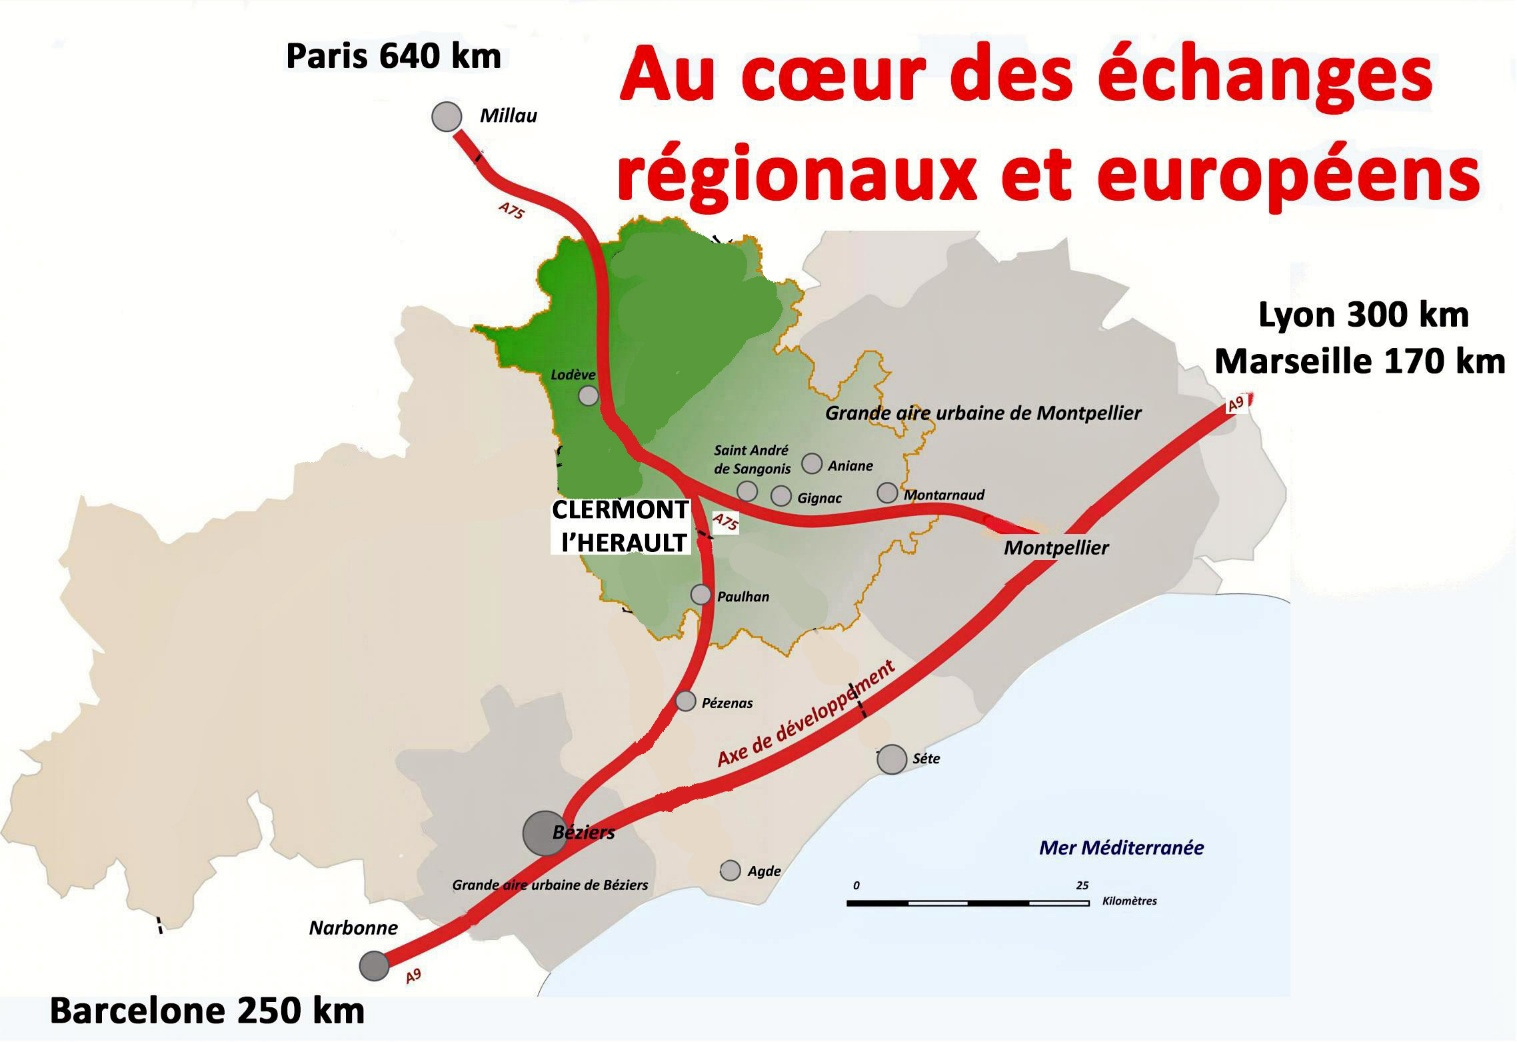 Paris 640 km
Au cœur des échanges
régionaux et européens
Millau
A75
Lyon 300 km
Marseille 170 km
A9
Lodève
Grande aire urbaine de Montpellier
Saint André
de Sangonis
Aniane
Gignac
Montarnaud
CLERMONT
l'HERAULT
A75
Montpellier
Paulhan
Pézenas
Axe de développement
Séte
Béziers
Mer Méditerranée
Agde
Grande aire urbaine de Béziers
0 25
Kilomètres
Narbonne
A9
Barcelone 250 km